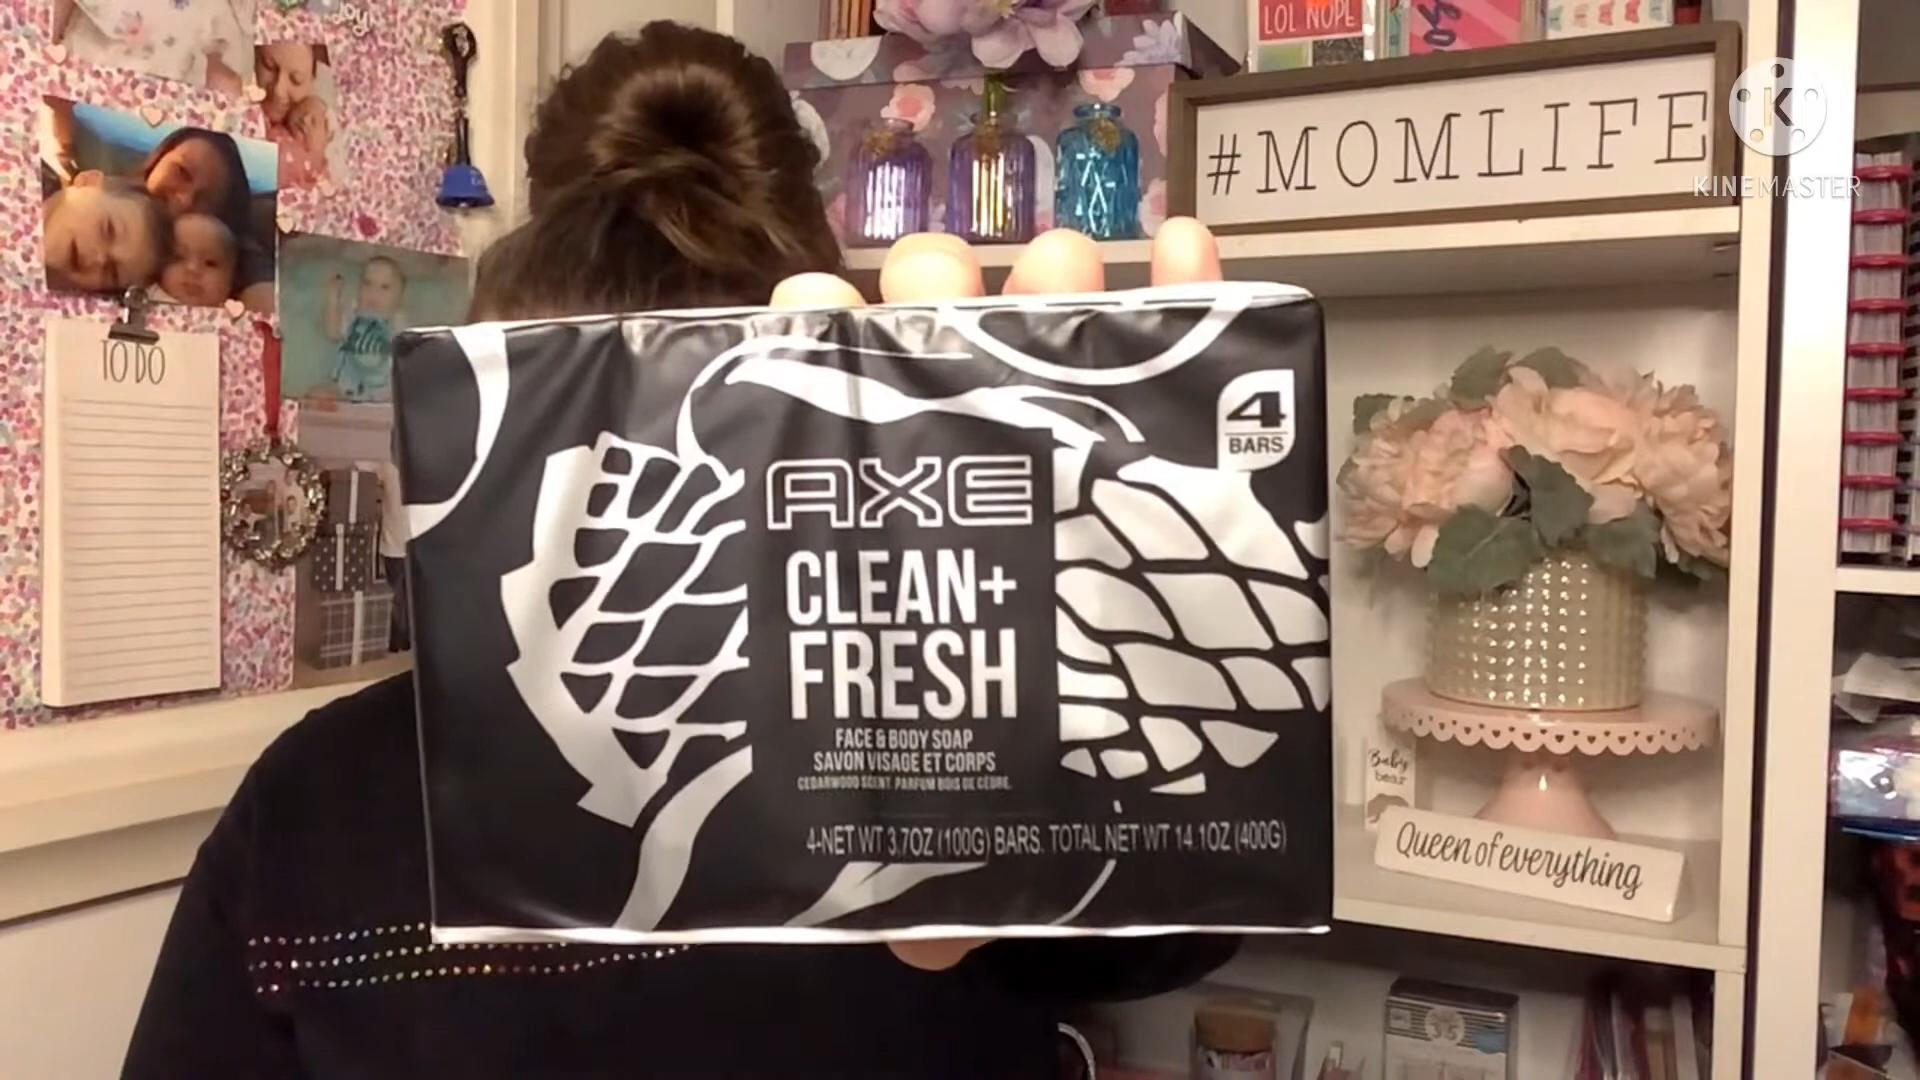 joy
LOL NOPE
#MOMLIFE
K
KINEMASTER
TO DO
4
BARS
AXE
CLEAN+
FRESH
FACE & BODY SOAP
SAVON VISAGE ET CORPS
CEDARWOOD SCENT. PARFUM BOIS DE CÈDRE.
4-NET WT 3.7OZ (100G) BARS. TOTAL NET WT 14.1OZ (400G)
Baby
bear
Queen of everything